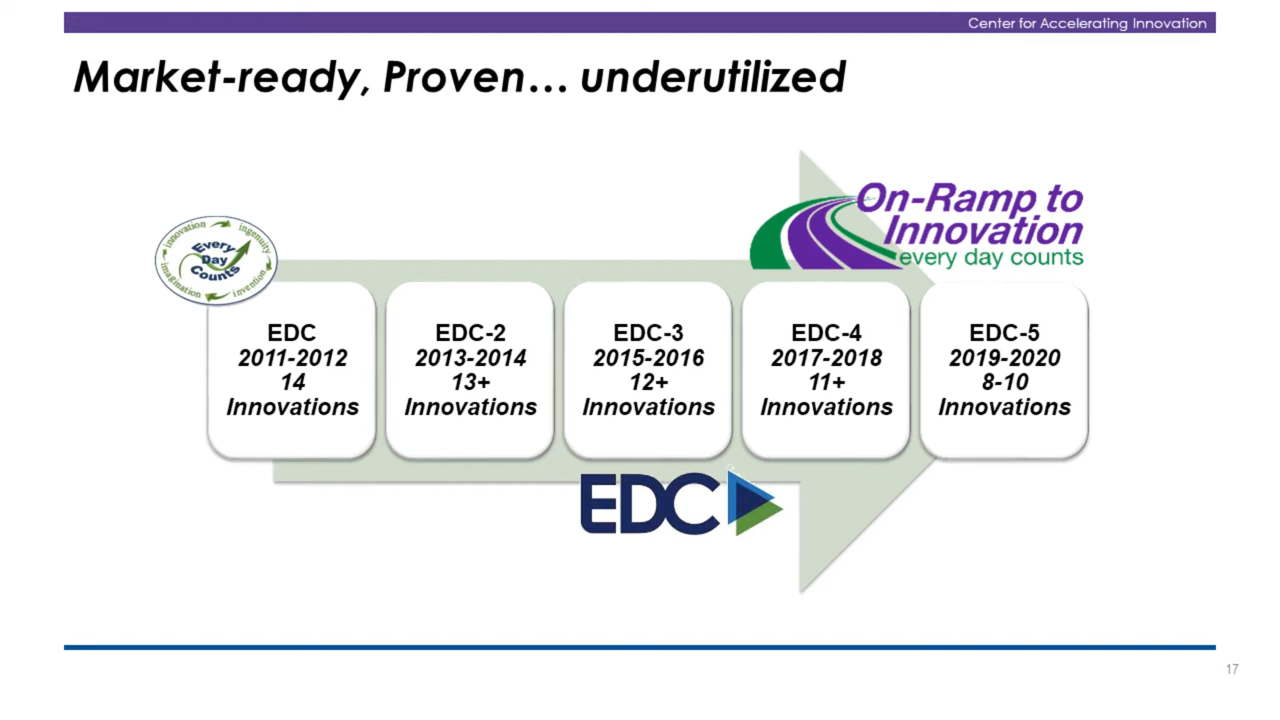 Center for Accelerating Innovation
Market-ready, Proven... underutilized
On-Ramp to
Innovation
every day counts
innovation
ingenuity
invention
imagination
Every
Day
Counts
EDC
2011-2012
14
Innovations
EDC-2
2013-2014
13+
Innovations
EDC-3
2015-2016
12+
Innovations
EDC-4
2017-2018
11+
Innovations
EDC-5
2019-2020
8-10
Innovations
EDC
17